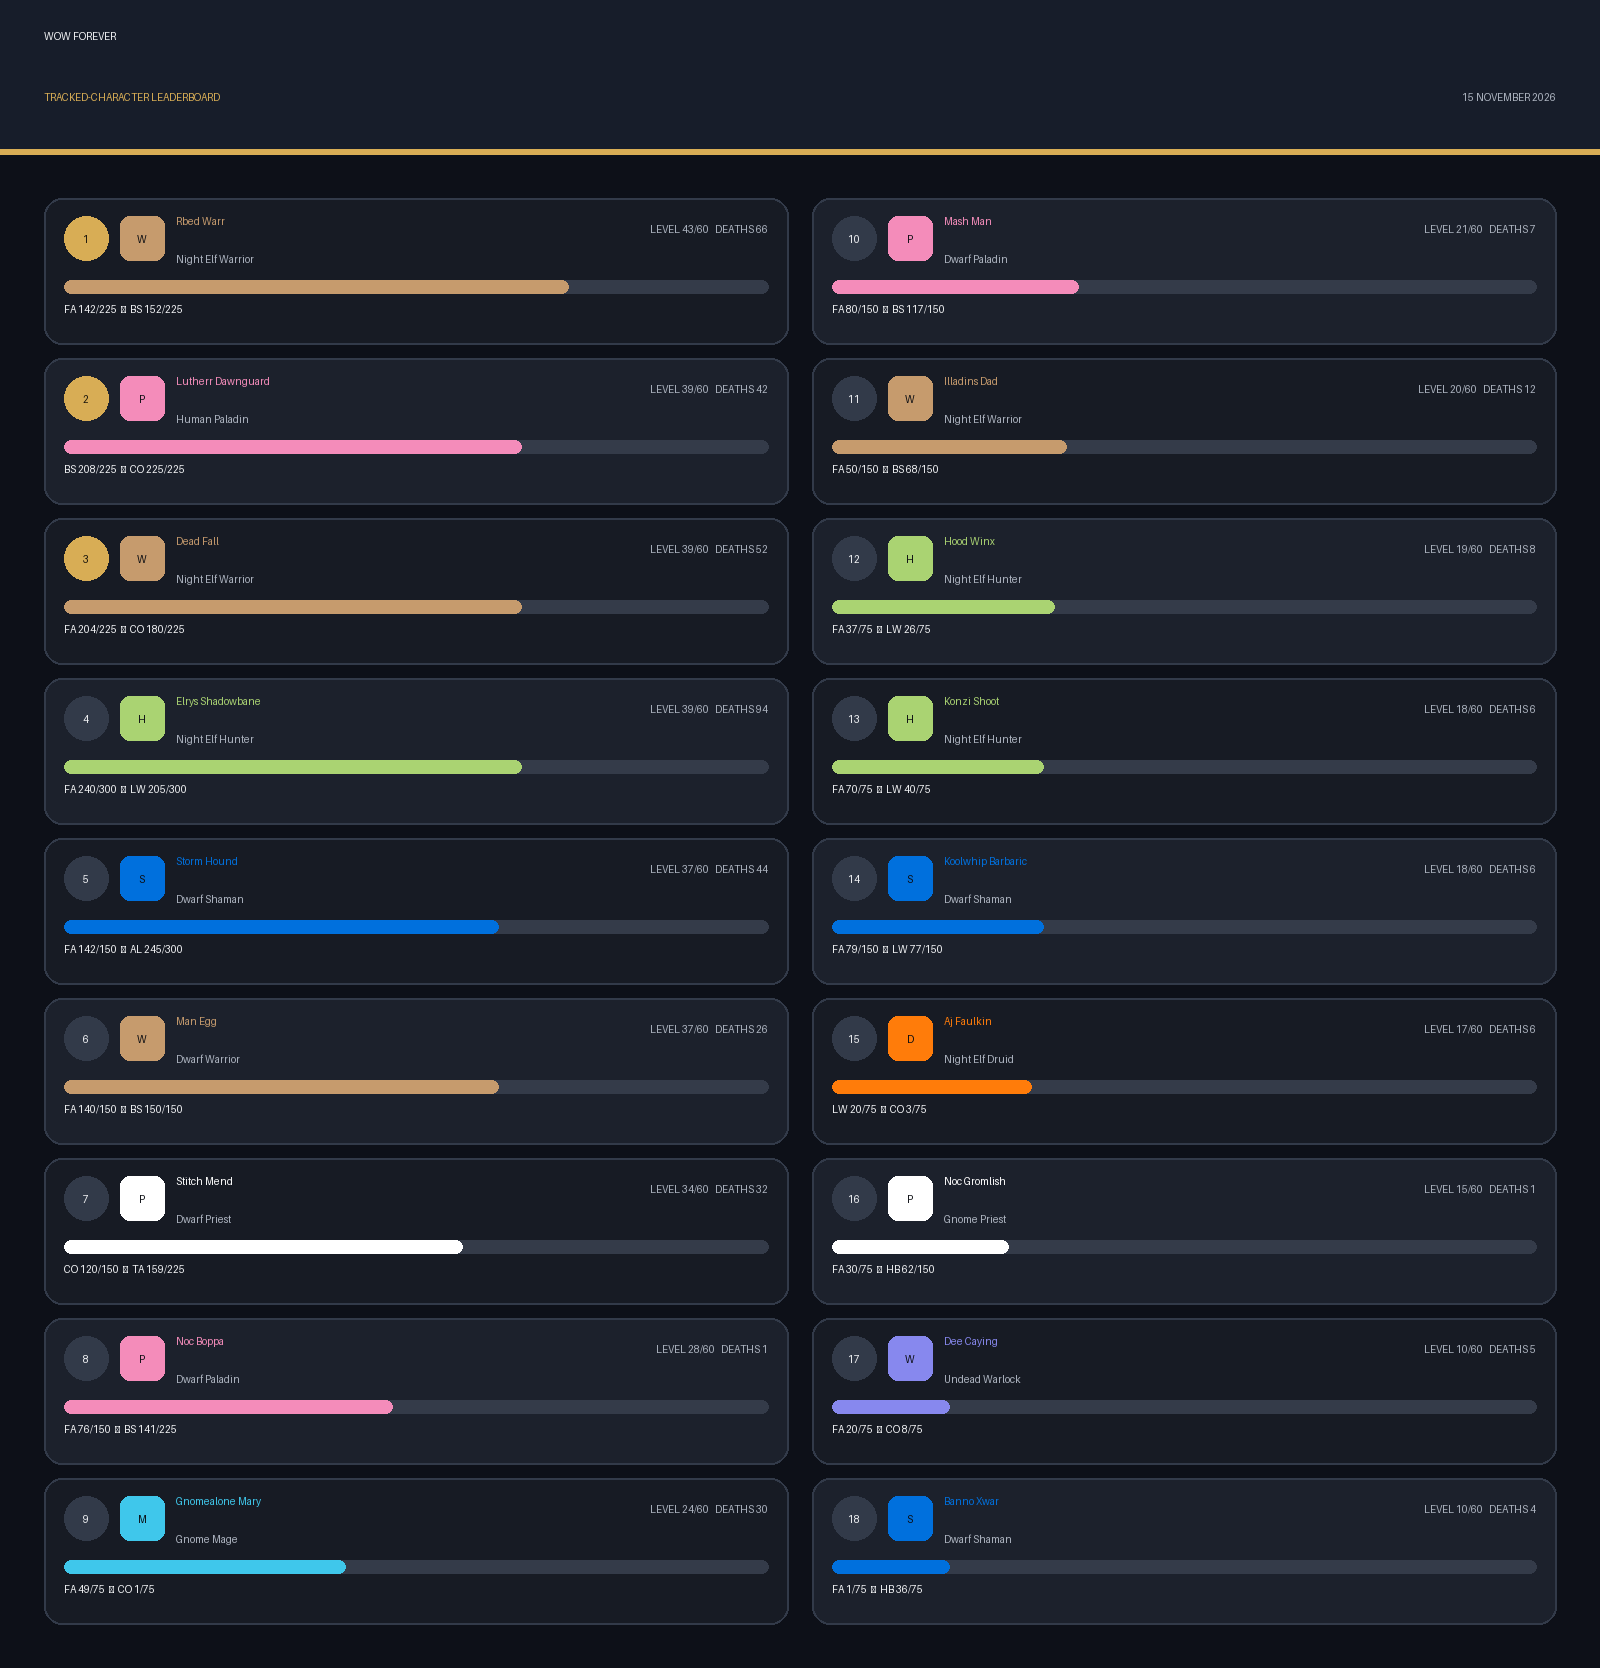 WOW FOREVER
TRACKED-CHARACTER LEADERBOARD
15 NOVEMBER 2026
1
W
Rbed Warr
Night Elf Warrior
LEVEL 43/60 DEATHS 66
FA 142/225 □ BS 152/225
2
P
Lutherr Dawnguard
Human Paladin
LEVEL 39/60 DEATHS 42
BS 208/225 □ CO 225/225
3
W
Dead Fall
Night Elf Warrior
LEVEL 39/60 DEATHS 52
FA 204/225 □ CO 180/225
4
H
Elrys Shadowbane
Night Elf Hunter
LEVEL 39/60 DEATHS 94
FA 240/300 □ LW 205/300
5
S
Storm Hound
Dwarf Shaman
LEVEL 37/60 DEATHS 44
FA 142/150 □ AL 245/300
6
W
Man Egg
Dwarf Warrior
LEVEL 37/60 DEATHS 26
FA 140/150 □ BS 150/150
7
P
Stitch Mend
Dwarf Priest
LEVEL 34/60 DEATHS 32
CO 120/150 □ TA 159/225
8
P
Noc Boppa
Dwarf Paladin
LEVEL 28/60 DEATHS 1
FA 76/150 □ BS 141/225
9
M
Gnomealone Mary
Gnome Mage
LEVEL 24/60 DEATHS 30
FA 49/75 □ CO 1/75
10
P
Mash Man
Dwarf Paladin
LEVEL 21/60 DEATHS 7
FA 80/150 □ BS 117/150
11
W
Illadins Dad
Night Elf Warrior
LEVEL 20/60 DEATHS 12
FA 50/150 □ BS 68/150
12
H
Hood Winx
Night Elf Hunter
LEVEL 19/60 DEATHS 8
FA 37/75 □ LW 26/75
13
H
Konzi Shoot
Night Elf Hunter
LEVEL 18/60 DEATHS 6
FA 70/75 □ LW 40/75
14
S
Koolwhip Barbaric
Dwarf Shaman
LEVEL 18/60 DEATHS 6
FA 79/150 □ LW 77/150
15
D
Aj Faulkin
Night Elf Druid
LEVEL 17/60 DEATHS 6
LW 20/75 □ CO 3/75
16
P
Noc Gromlish
Gnome Priest
LEVEL 15/60 DEATHS 1
FA 30/75 □ HB 62/150
17
W
Dee Caying
Undead Warlock
LEVEL 10/60 DEATHS 5
FA 20/75 □ CO 8/75
18
S
Banno Xwar
Dwarf Shaman
LEVEL 10/60 DEATHS 4
FA 1/75 □ HB 36/75